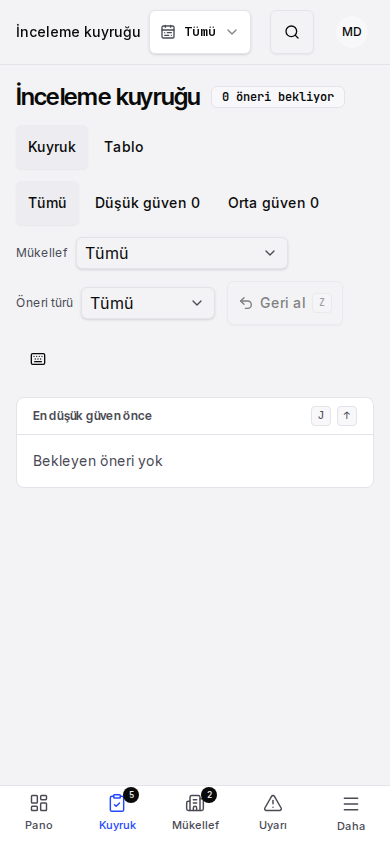 İnceleme kuyruğu Tümü MD
İnceleme kuyruğu 0 öneri bekliyor
Kuyruk Tablo
Tümü Düşük güven 0 Orta güven 0
Mükellef Tümü
Öneri türü Tümü Geri al Z
En düşük güven önce J ↑
Bekleyen öneri yok
5 2
Pano Kuyruk Mükellef Uyarı Daha